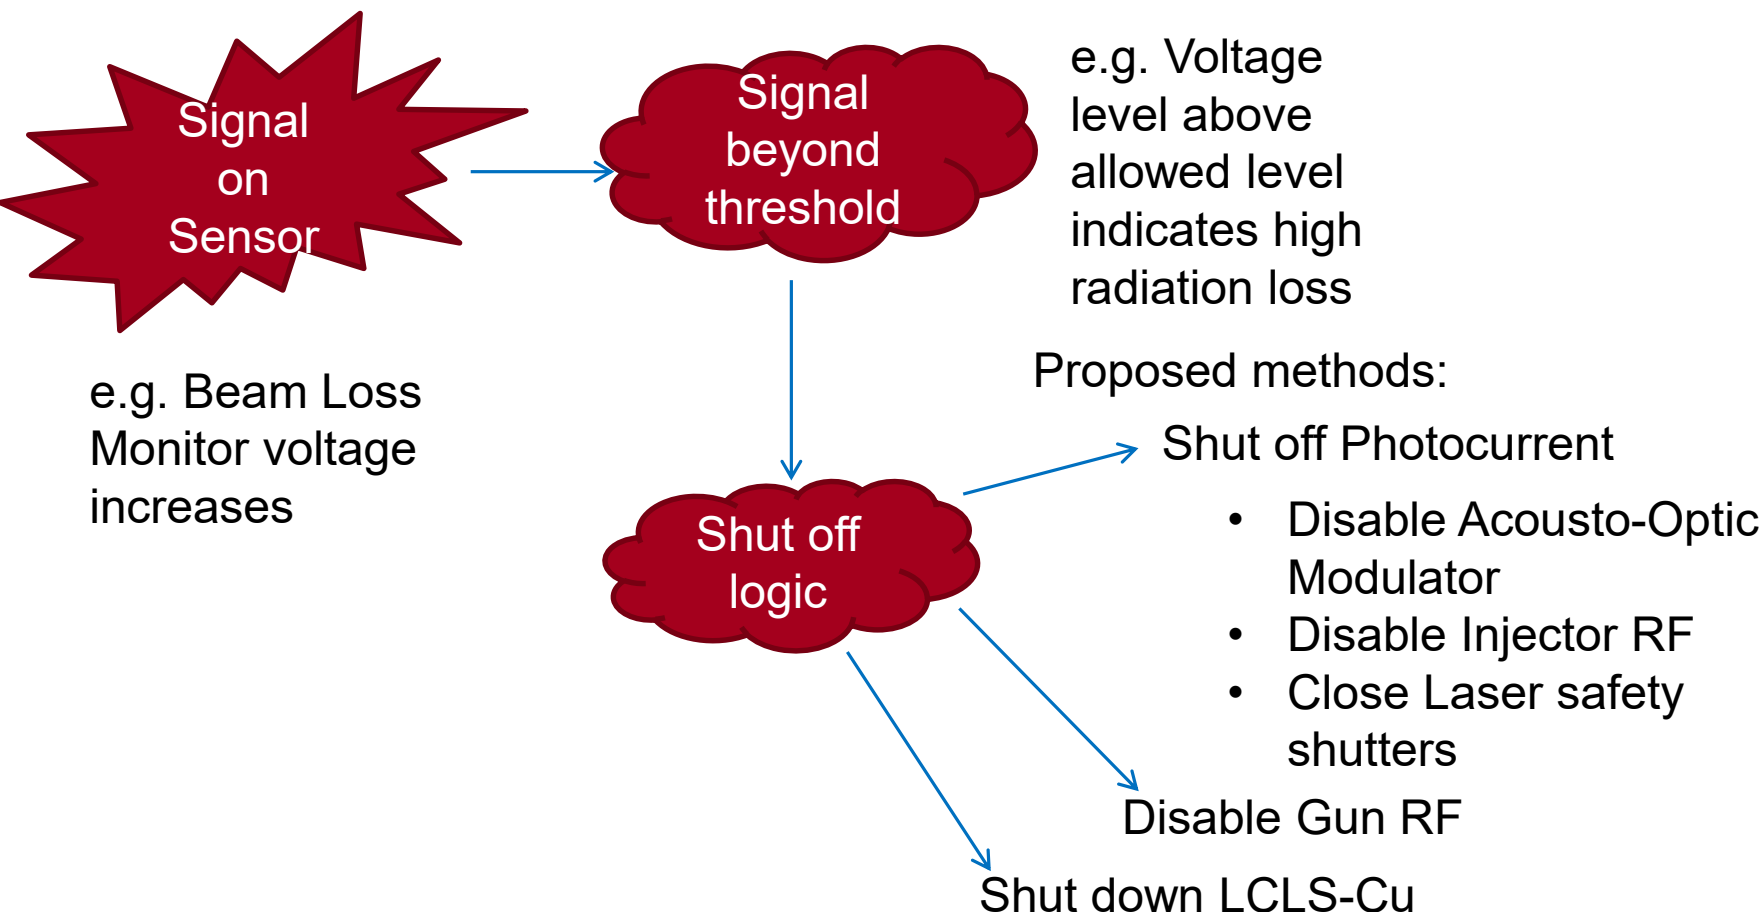 Signal
on
Sensor
Signal
beyond
threshold
e.g. Voltage
level above
allowed level
indicates high
radiation loss
e.g. Beam Loss
Monitor voltage
increases
Shut off
logic
Proposed methods:
Shut off Photocurrent
• Disable Acousto-Optic
Modulator
• Disable Injector RF
• Close Laser safety
shutters
Disable Gun RF
Shut down LCLS-Cu